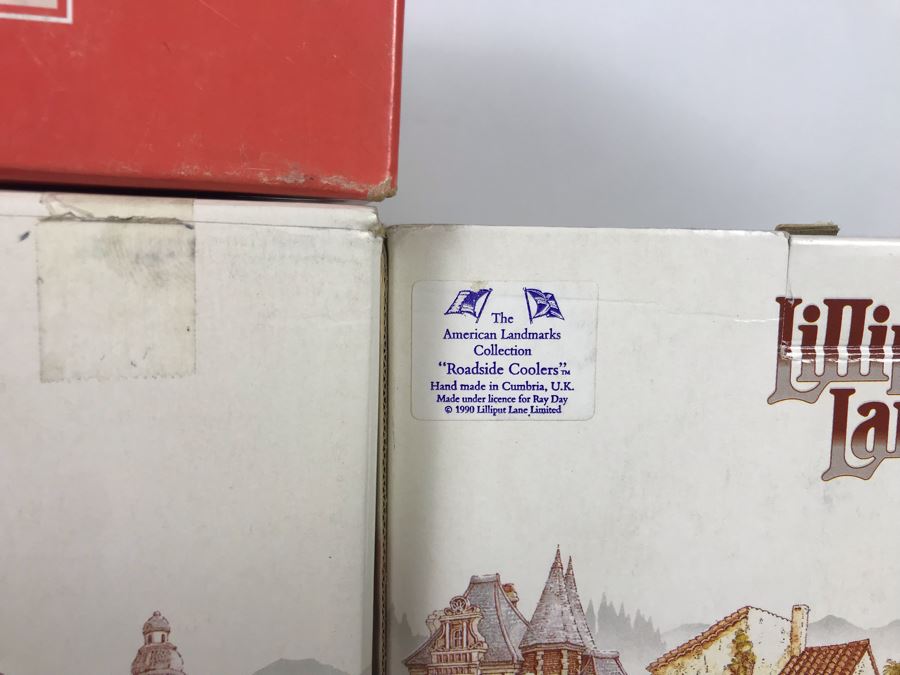 The
American Landmarks
Collection
"Roadside Coolers"™
Hand made in Cumbria, U.K.
Made under licence for Ray Day
© 1990 Lilliput Lane Limited